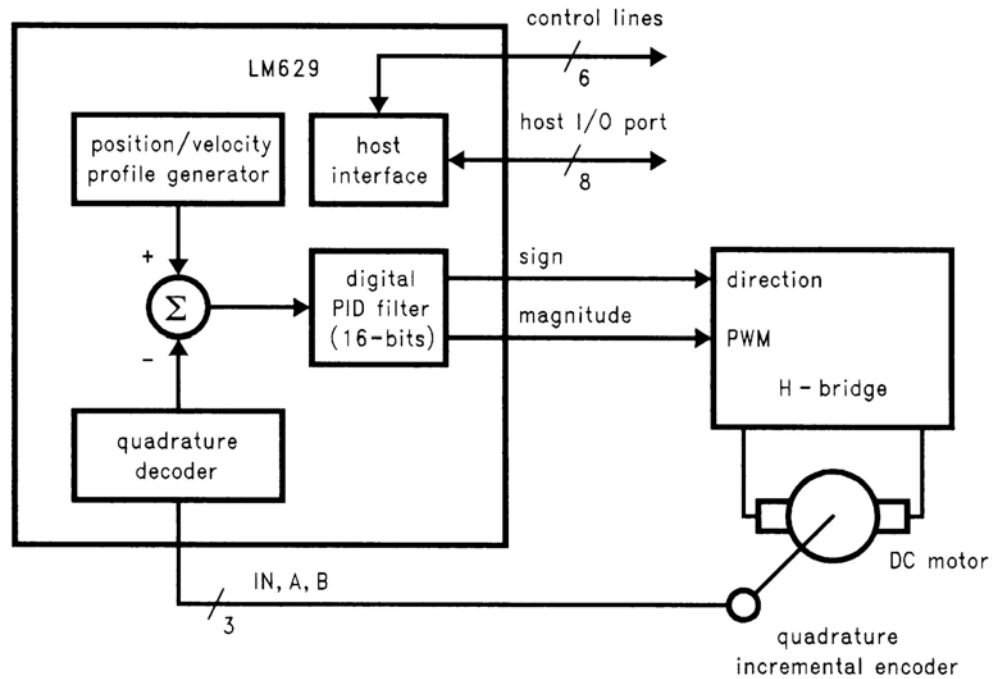 control lines
6
LM629
host I/O port
8
position/velocity
profile generator
host
interface
+
Σ
-
digital
PID filter
(16-bits)
sign
magnitude
direction
PWM
H-bridge
quadrature
decoder
DC motor
IN, A, B
3
quadrature
incremental encoder